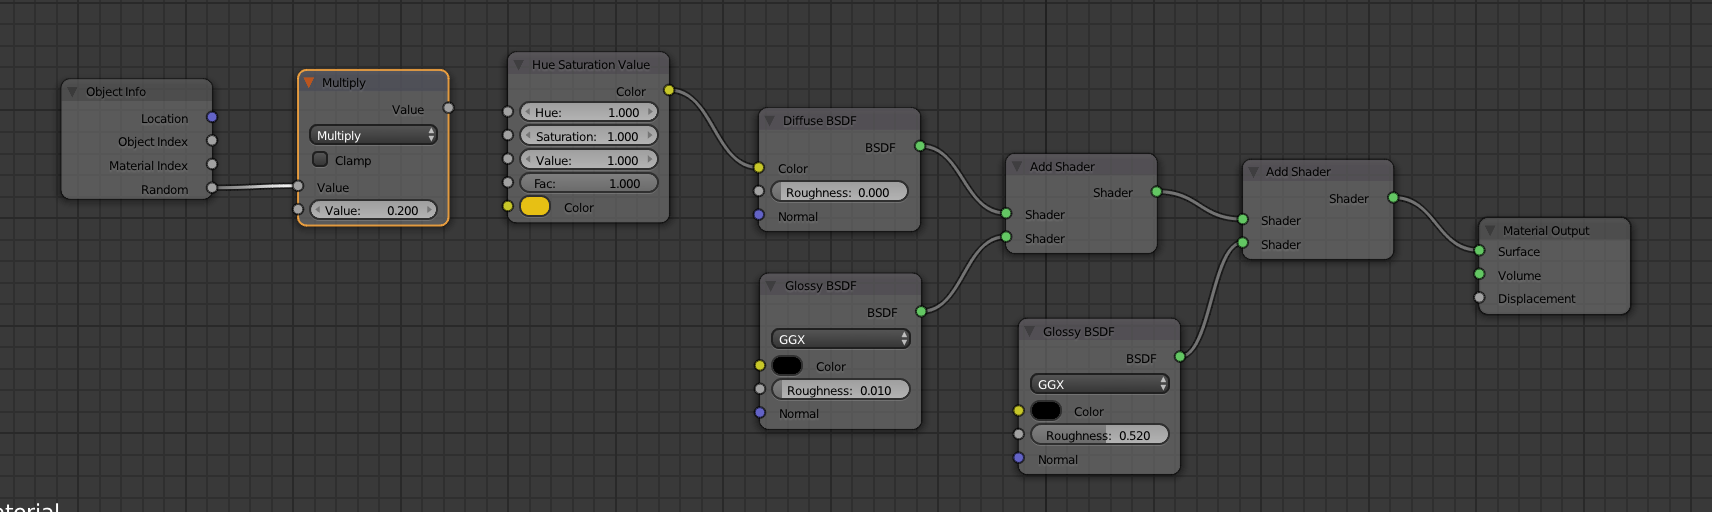 Object Info
Location
Object Index
Material Index
Random
Multiply
Value
Multiply
Clamp
Value
Value: 0.200
Hue Saturation Value
Color
Hue: 1.000
Saturation: 1.000
Value: 1.000
Fac: 1.000
Color
Diffuse BSDF
BSDF
Color
Roughness: 0.000
Normal
Glossy BSDF
BSDF
GGX
Color
Roughness: 0.010
Normal
Add Shader
Shader
Shader
Shader
Glossy BSDF
BSDF
GGX
Color
Roughness: 0.520
Normal
Add Shader
Shader
Shader
Shader
Material Output
Surface
Volume
Displacement